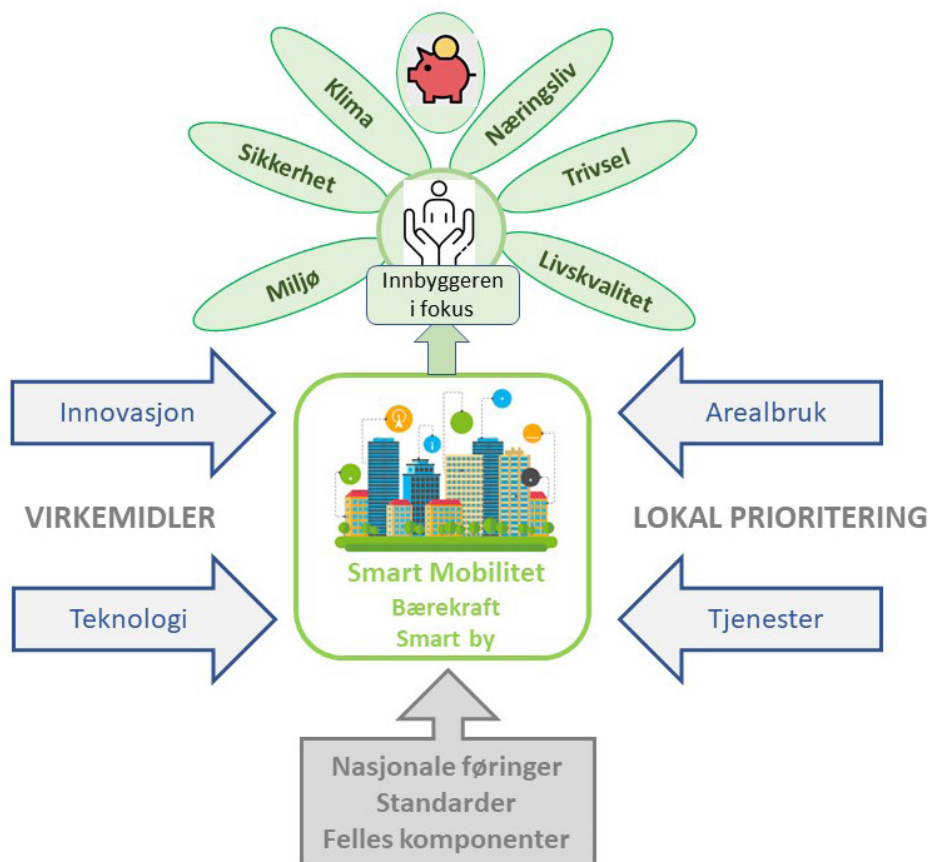 Klima
Næringsliv
Sikkerhet
Trivsel
Miljø
Livskvalitet
Innbyggeren
i fokus
Innovasjon
Arealbruk
VIRKEMIDLER
LOKAL PRIORITERING
Smart Mobilitet
Bærekraft
Smart by
Teknologi
Tjenester
Nasjonale føringer
Standarder
Felles komponenter